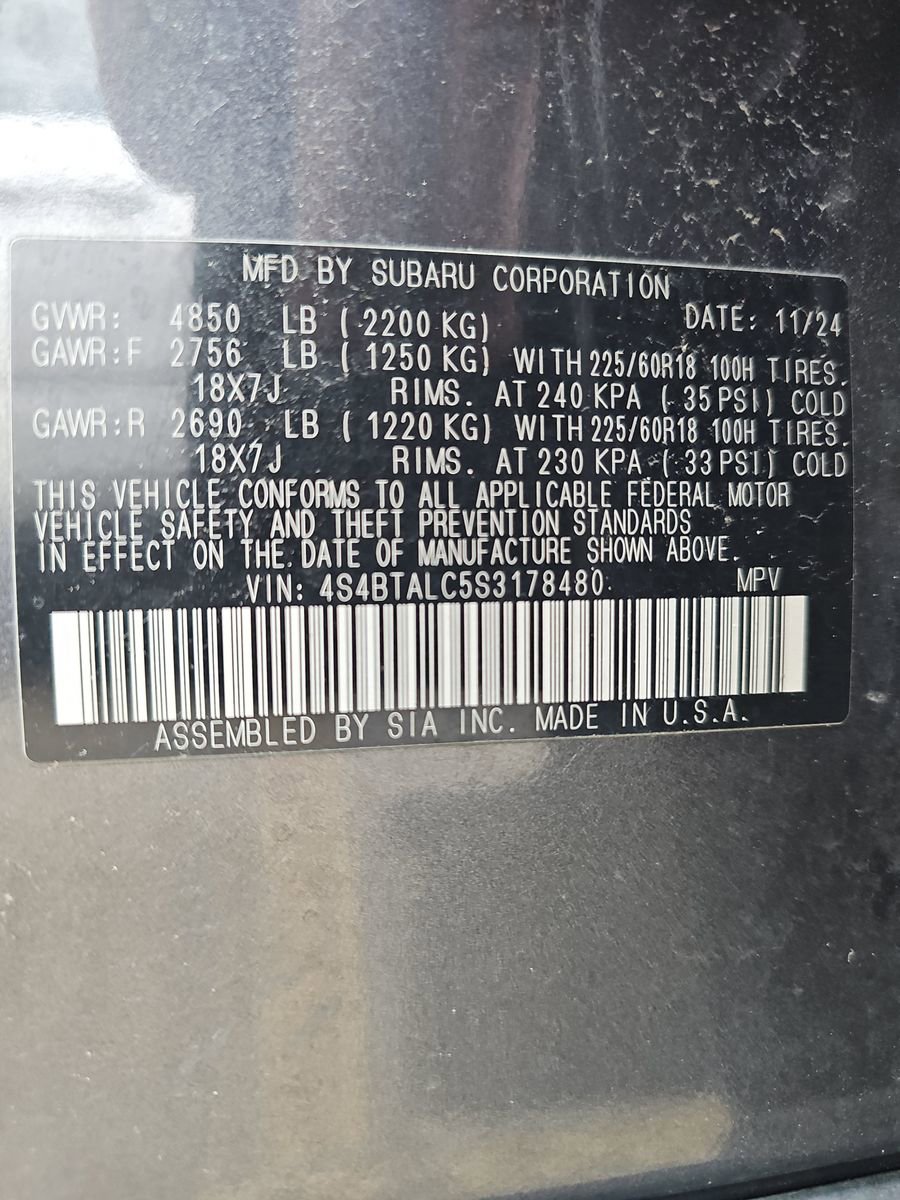 MFD BY SUBARU CORPORATION
GVWR: 4850 LB ( 2200 KG) DATE: 11/24
GAWR:F 2756 LB ( 1250 KG) WITH 225/60R18 100H TIRES.
18X7J RIMS. AT 240 KPA ( 35 PSI) COLD
GAWR:R 2690 LB ( 1220 KG) WITH 225/60R18 100H TIRES.
18X7J RIMS. AT 230 KPA ( 33 PSI) COLD
THIS VEHICLE CONFORMS TO ALL APPLICABLE FEDERAL MOTOR
VEHICLE SAFETY AND THEFT PREVENTION STANDARDS
IN EFFECT ON THE DATE OF MANUFACTURE SHOWN ABOVE.
VIN: 4S4BTALC5S3178480 MPV
ASSEMBLED BY SIA INC. MADE IN U.S.A.